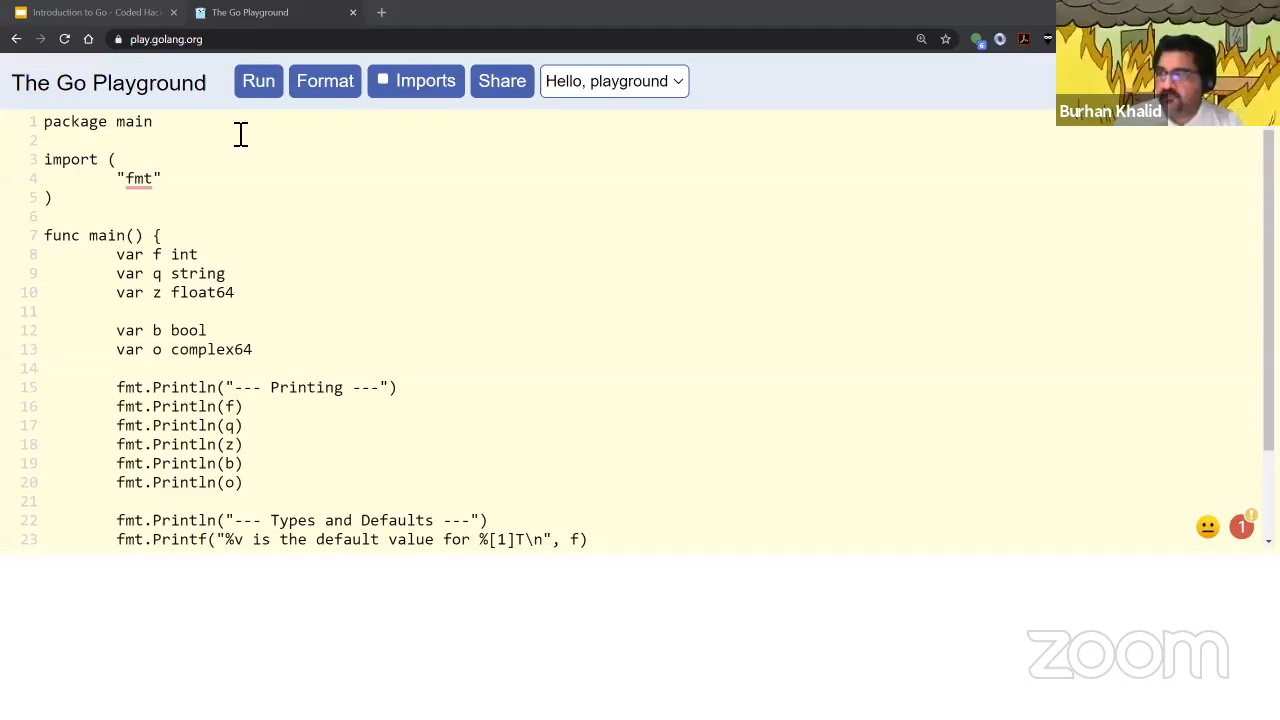 Introduction to Go - Coded Hac
The Go Playground
play.golang.org
6
The Go Playground
Run
Format
Imports
Share
Hello, playground
Burhan Khalid
1 package main
2
3 import (
4 "fmt"
5 )
6
7 func main() {
8 var f int
9 var q string
10 var z float64
11
12 var b bool
13 var o complex64
14
15 fmt.Println("--- Printing ---")
16 fmt.Println(f)
17 fmt.Println(q)
18 fmt.Println(z)
19 fmt.Println(b)
20 fmt.Println(o)
21
22 fmt.Println("--- Types and Defaults ---")
23 fmt.Printf("%v is the default value for %[1]T\n", f)
1
zoom